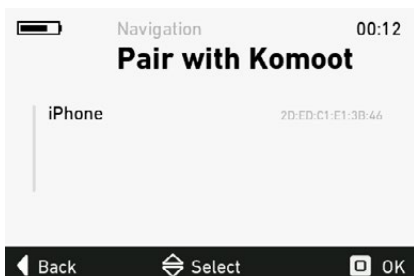 Navigation 00:12
Pair with Komoot
iPhone 2D:ED:C1:E1:3B:46
Back Select OK